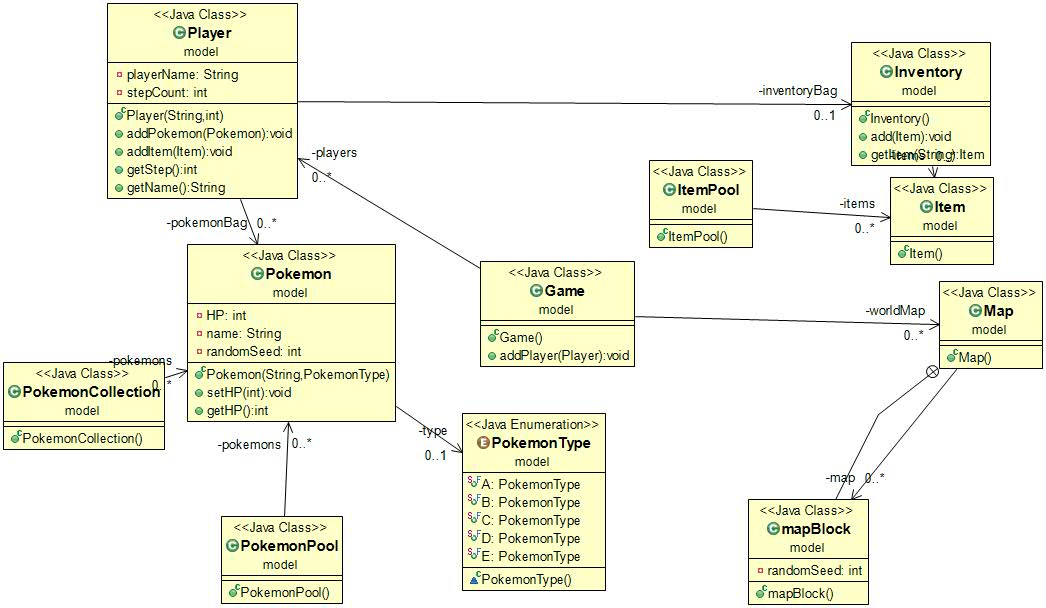 <<Java Class>>
Player
model
playerName: String
stepCount: int
Player(String,int)
addPokemon(Pokemon):void
addItem(Item):void
getStep():int
getName():String
-inventoryBag
0..1
<<Java Class>>
Inventory
model
Inventory()
add(Item):void
getItem(String):Item
-players
0..*
<<Java Class>>
ItemPool
model
ItemPool()
-items
0..*
<<Java Class>>
Item
model
Item()
-pokemonBag
0..*
<<Java Class>>
Pokemon
model
HP: int
name: String
randomSeed: int
Pokemon(String,PokemonType)
setHP(int):void
getHP():int
<<Java Class>>
Game
model
Game()
addPlayer(Player):void
-worldMap
0..*
<<Java Class>>
Map
model
Map()
-pokemons
0..*
<<Java Class>>
PokemonCollection
model
PokemonCollection()
-pokemons
0..*
-type
0..1
<<Java Enumeration>>
PokemonType
model
A: PokemonType
B: PokemonType
C: PokemonType
D: PokemonType
E: PokemonType
PokemonType()
-map
0..*
<<Java Class>>
PokemonPool
model
PokemonPool()
<<Java Class>>
mapBlock
model
randomSeed: int
mapBlock()